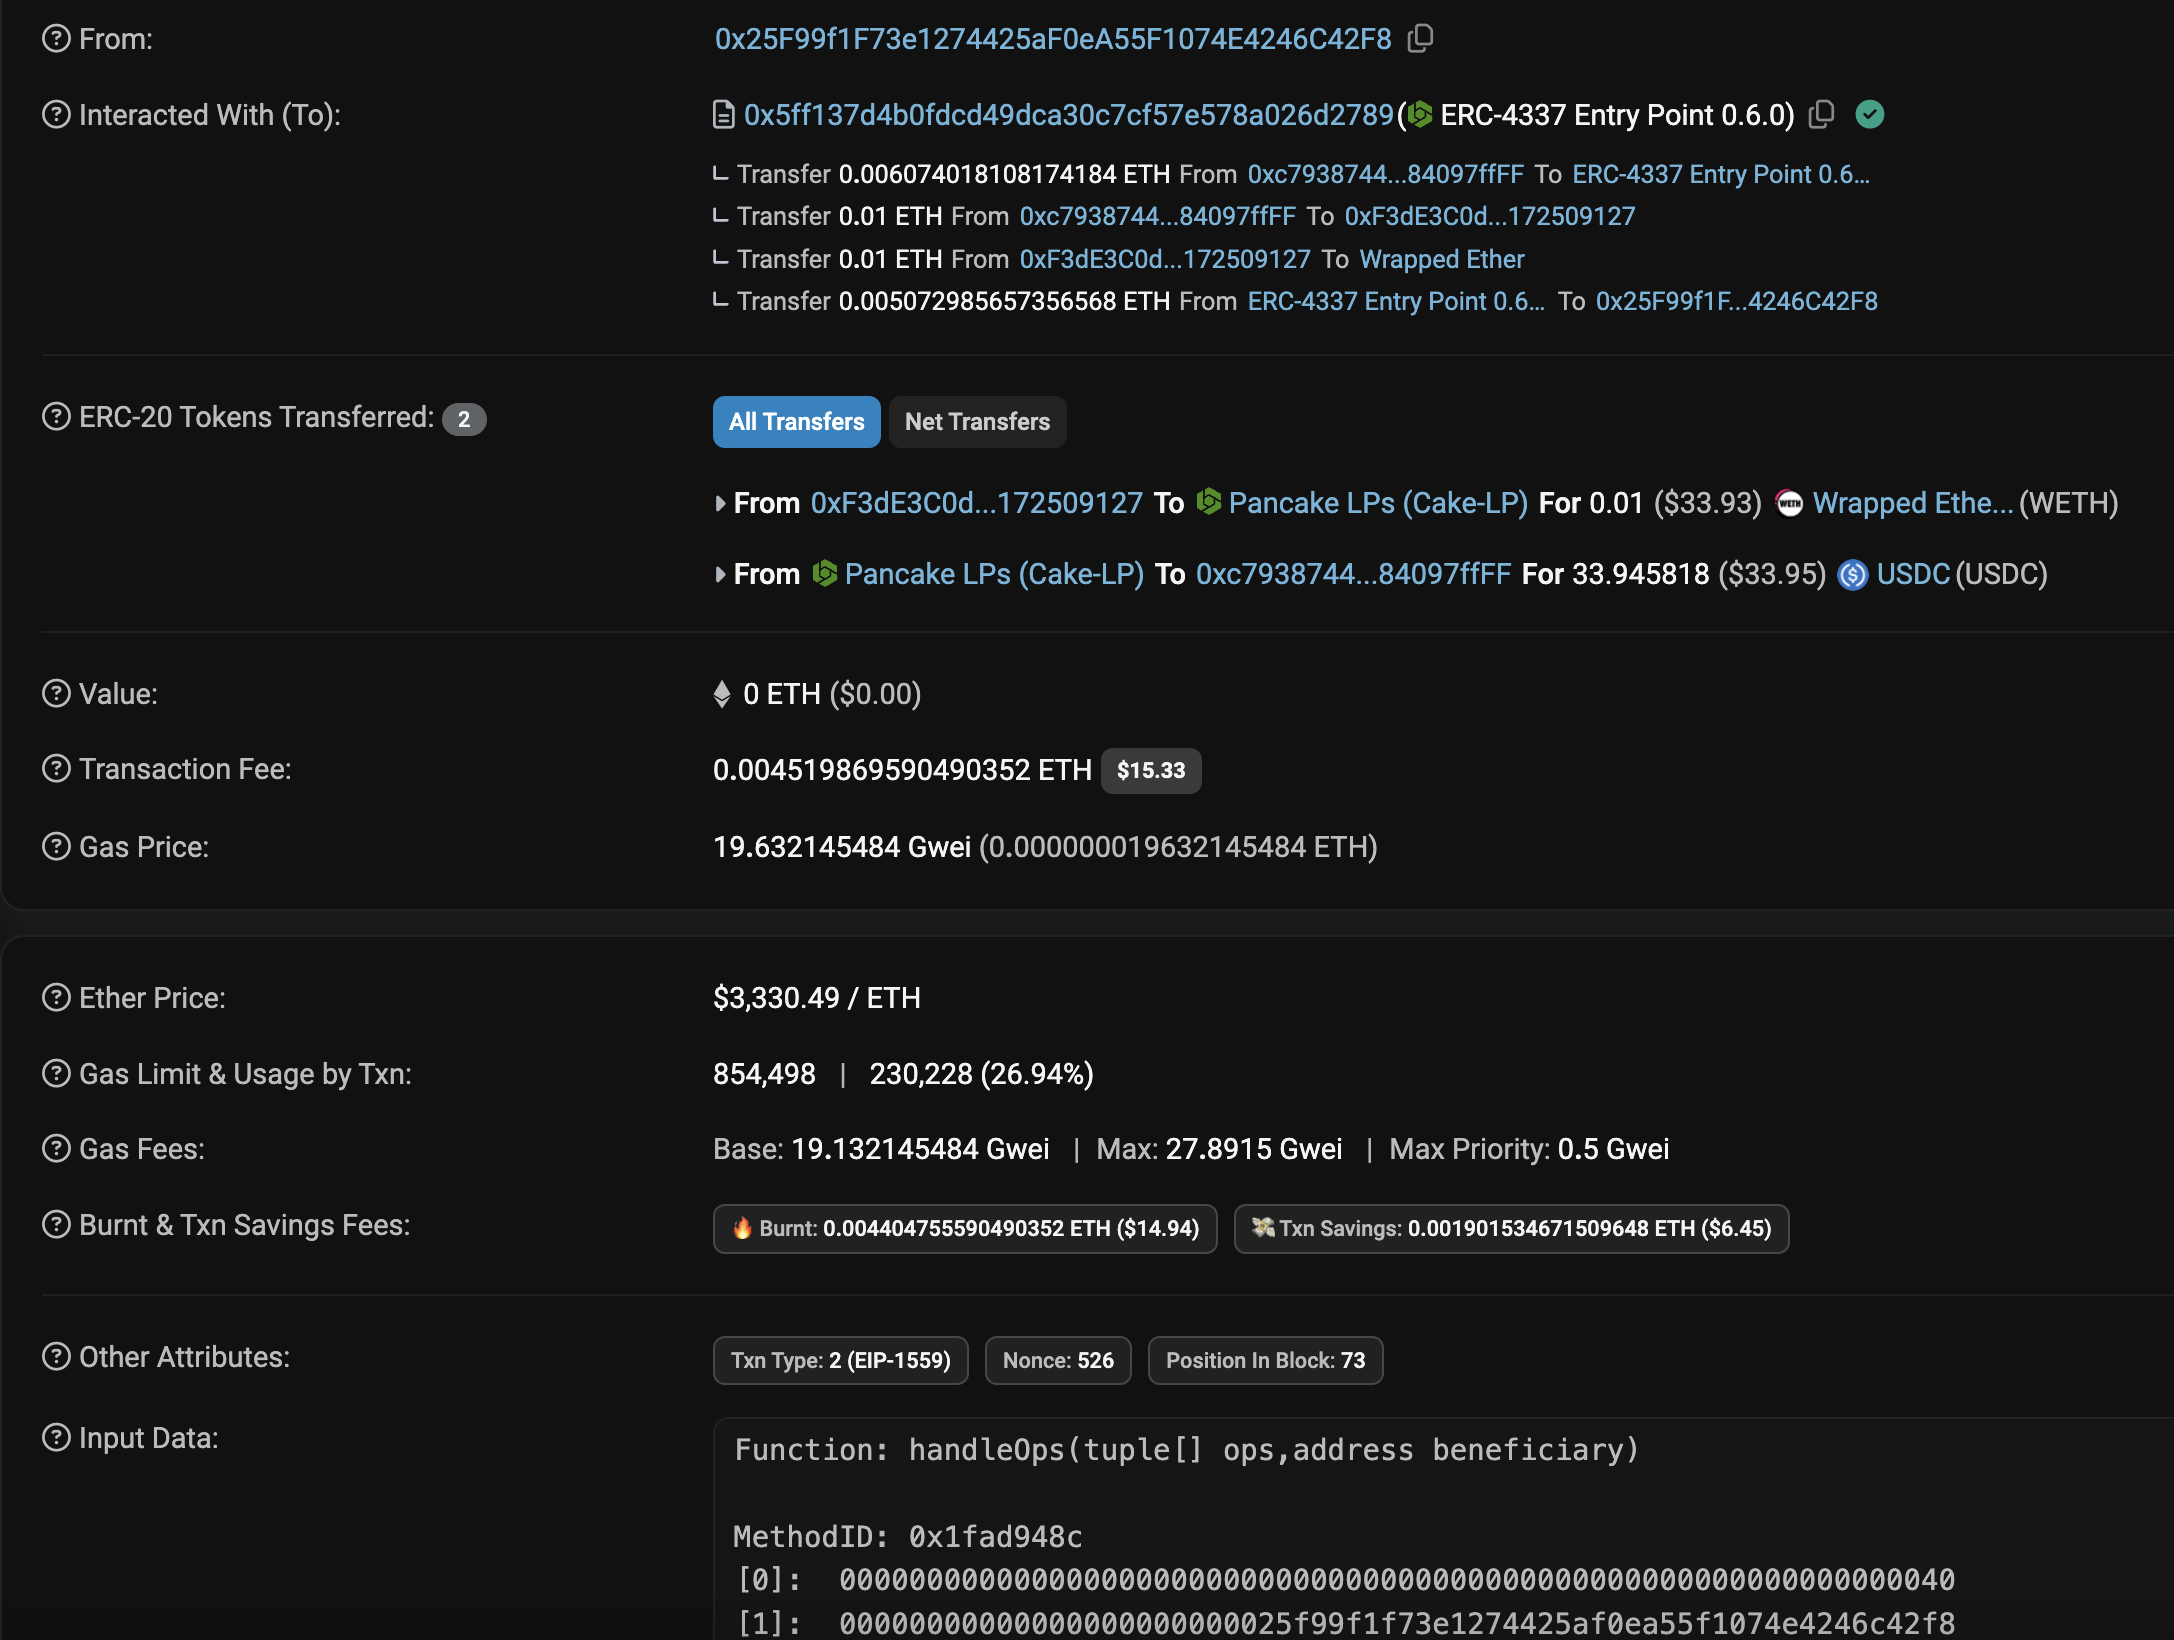 From: 0x25F99f1F73e1274425aF0eA55F1074E4246C42F8
Interacted With (To): 0x5ff137d4b0fdcd49dca30c7cf57e578a026d2789(ERC-4337 Entry Point 0.6.0)
Transfer 0.006074018108174184 ETH From 0xc7938744...84097ffFF To ERC-4337 Entry Point 0.6...
Transfer 0.01 ETH From 0xc7938744...84097ffFF To 0xF3dE3C0d...172509127
Transfer 0.01 ETH From 0xF3dE3C0d...172509127 To Wrapped Ether
Transfer 0.005072985657356568 ETH From ERC-4337 Entry Point 0.6... To 0x25F99f1F...4246C42F8
ERC-20 Tokens Transferred: 2 All Transfers Net Transfers
From 0xF3dE3C0d...172509127 To Pancake LPs (Cake-LP) For 0.01 ($33.93) WETH Wrapped Ethe... (WETH)
From Pancake LPs (Cake-LP) To 0xc7938744...84097ffFF For 33.945818 ($33.95) USDC (USDC)
Value: 0 ETH ($0.00)
Transaction Fee: 0.004519869590490352 ETH $15.33
Gas Price: 19.632145484 Gwei (0.000000019632145484 ETH)
Ether Price: $3,330.49 / ETH
Gas Limit & Usage by Txn: 854,498 | 230,228 (26.94%)
Gas Fees: Base: 19.132145484 Gwei | Max: 27.8915 Gwei | Max Priority: 0.5 Gwei
Burnt & Txn Savings Fees: Burnt: 0.004404755590490352 ETH ($14.94) Txn Savings: 0.001901534671509648 ETH ($6.45)
Other Attributes: Txn Type: 2 (EIP-1559) Nonce: 526 Position In Block: 73
Input Data: Function: handleOps(tuple[] ops,address beneficiary)
MethodID: 0x1fad948c
[0]: 0000000000000000000000000000000000000000000000000000000000000040
[1]: 00000000000000000000000025f99f1f73e1274425af0ea55f1074e4246c42f8